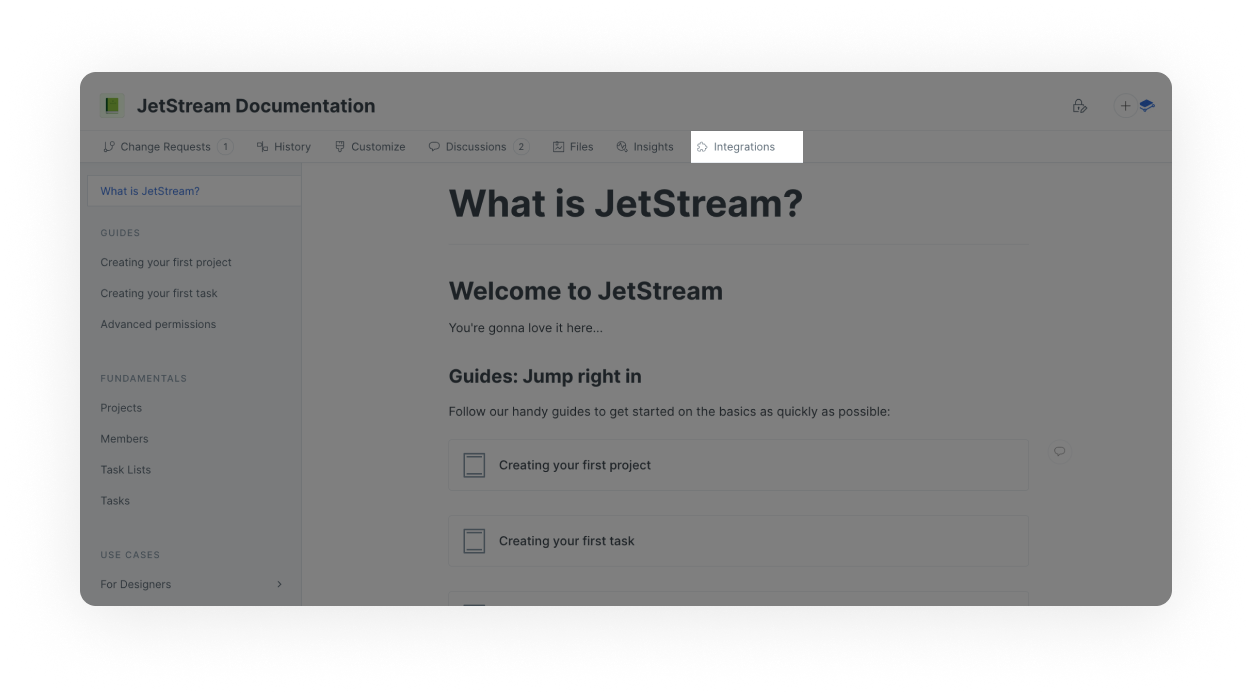 JetStream Documentation
Change Requests 1 History Customize Discussions 2 Files Insights Integrations
What is JetStream?
GUIDES
Creating your first project
Creating your first task
Advanced permissions
FUNDAMENTALS
Projects
Members
Task Lists
Tasks
USE CASES
For Designers
What is JetStream?
Welcome to JetStream
You're gonna love it here...
Guides: Jump right in
Follow our handy guides to get started on the basics as quickly as possible:
Creating your first project
Creating your first task